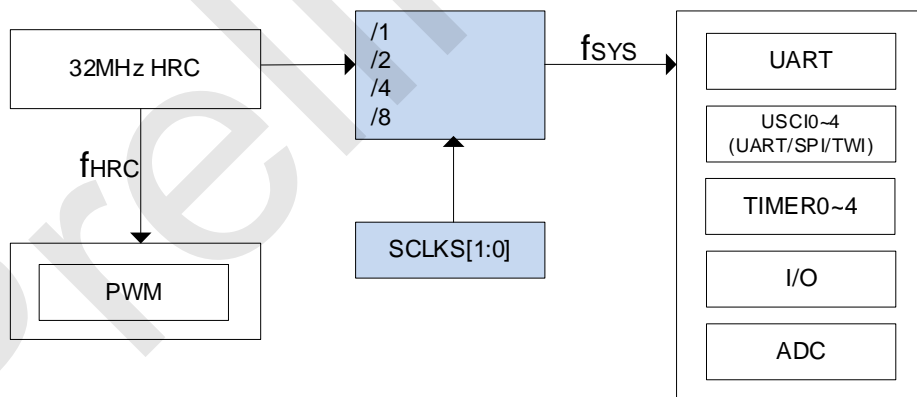 32MHz HRC
/1
/2
/4
/8
fSYS
UART
USCI0~4
(UART/SPI/TWI)
fHRC
TIMER0~4
SCLKS[1:0]
I/O
PWM
ADC